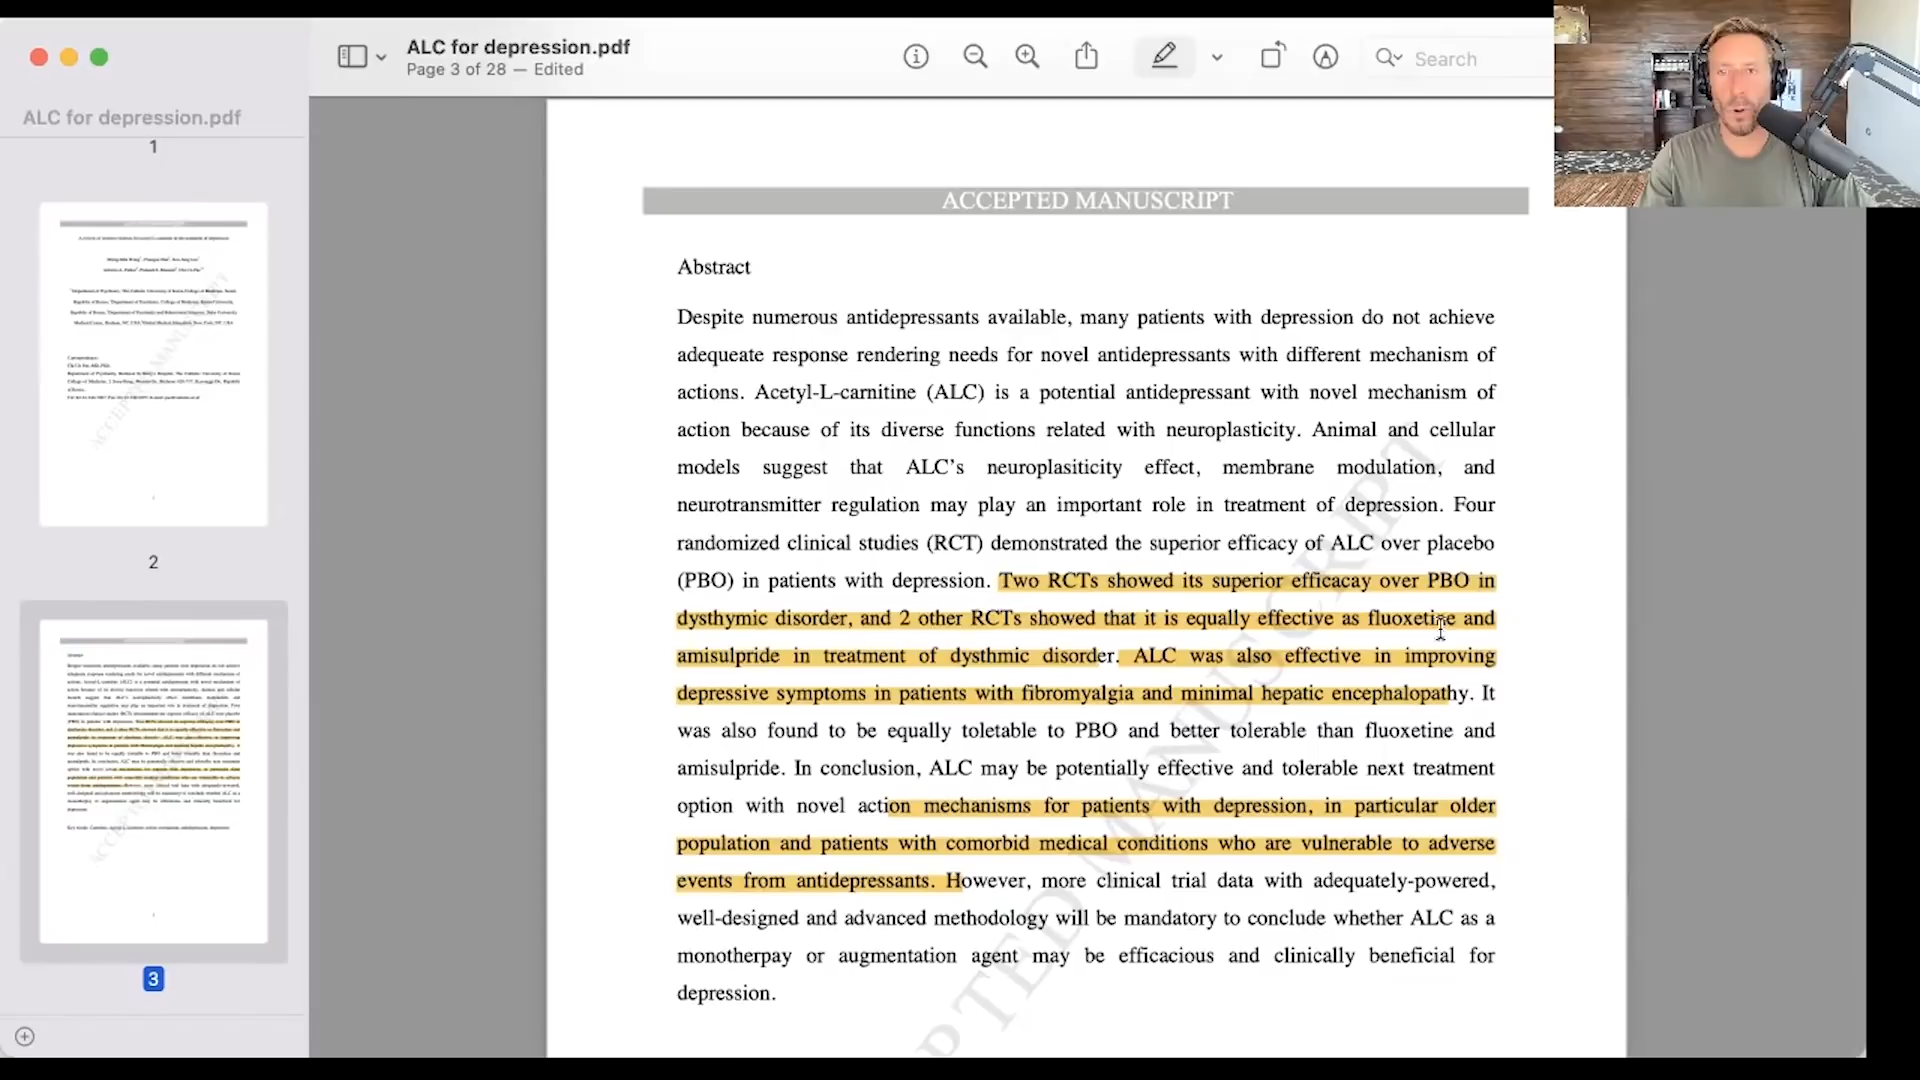 ALC for depression.pdf
Page 3 of 28 — Edited
Search
ALC for depression.pdf
1
2
3
ACCEPTED MANUSCRIPT
Abstract
Despite numerous antidepressants available, many patients with depression do not achieve
adequeate response rendering needs for novel antidepressants with different mechanism of
actions. Acetyl-L-carnitine (ALC) is a potential antidepressant with novel mechanism of
action because of its diverse functions related with neuroplasticity. Animal and cellular
models suggest that ALC's neuroplasiticity effect, membrane modulation, and
neurotransmitter regulation may play an important role in treatment of depression. Four
randomized clinical studies (RCT) demonstrated the superior efficacy of ALC over placebo
(PBO) in patients with depression. Two RCTs showed its superior efficacay over PBO in
dysthymic disorder, and 2 other RCTs showed that it is equally effective as fluoxetine and
amisulpride in treatment of dysthmic disorder. ALC was also effective in improving
depressive symptoms in patients with fibromyalgia and minimal hepatic encephalopathy. It
was also found to be equally toletable to PBO and better tolerable than fluoxetine and
amisulpride. In conclusion, ALC may be potentially effective and tolerable next treatment
option with novel action mechanisms for patients with depression, in particular older
population and patients with comorbid medical conditions who are vulnerable to adverse
events from antidepressants. However, more clinical trial data with adequately-powered,
well-designed and advanced methodology will be mandatory to conclude whether ALC as a
monotherpay or augmentation agent may be efficacious and clinically beneficial for
depression.
PTED MANUSCRIPT